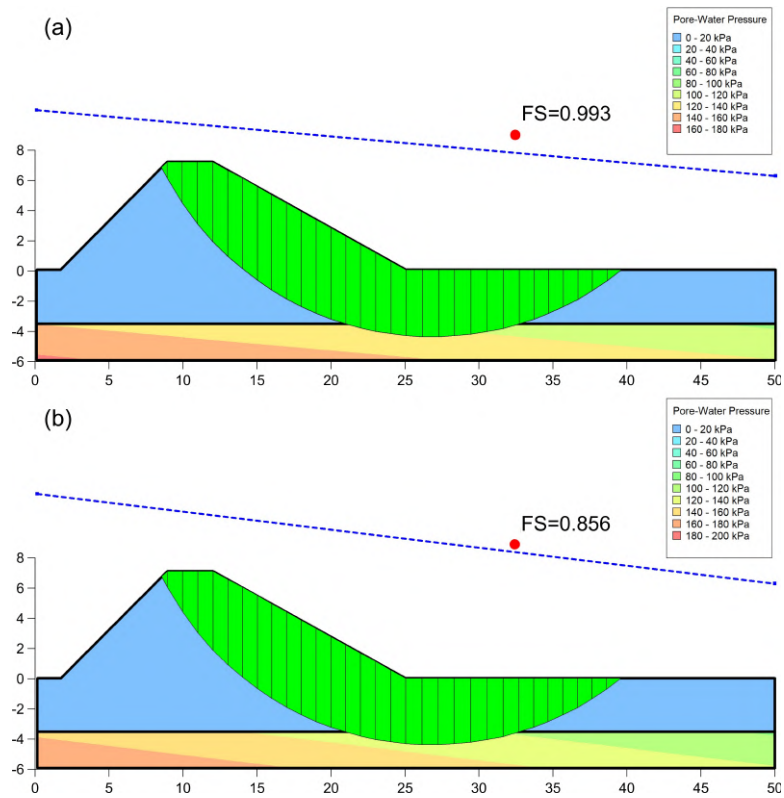 (a)
Pore-Water Pressure
0 - 20 kPa
20 - 40 kPa
40 - 60 kPa
60 - 80 kPa
80 - 100 kPa
100 - 120 kPa
120 - 140 kPa
140 - 160 kPa
160 - 180 kPa
FS=0.993
8
6
4
2
0
-2
-4
-6
0 5 10 15 20 25 30 35 40 45 50
(b)
Pore-Water Pressure
0 - 20 kPa
20 - 40 kPa
40 - 60 kPa
60 - 80 kPa
80 - 100 kPa
100 - 120 kPa
120 - 140 kPa
140 - 160 kPa
160 - 180 kPa
180 - 200 kPa
FS=0.856
8
6
4
2
0
-2
-4
-6
0 5 10 15 20 25 30 35 40 45 50